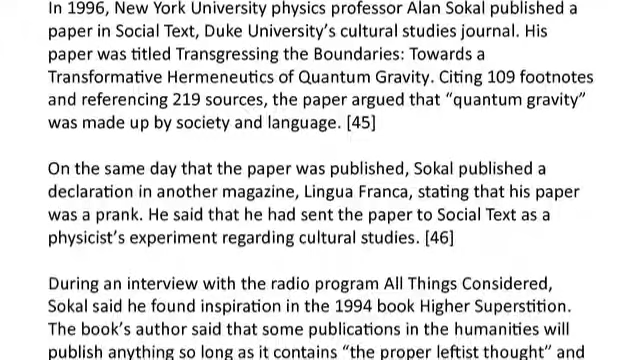 In 1996, New York University physics professor Alan Sokal published a
paper in Social Text, Duke University's cultural studies journal. His
paper was titled Transgressing the Boundaries: Towards a
Transformative Hermeneutics of Quantum Gravity. Citing 109 footnotes
and referencing 219 sources, the paper argued that “quantum gravity”
was made up by society and language. [45]
On the same day that the paper was published, Sokal published a
declaration in another magazine, Lingua Franca, stating that his paper
was a prank. He said that he had sent the paper to Social Text as a
physicist's experiment regarding cultural studies. [46]
During an interview with the radio program All Things Considered,
Sokal said he found inspiration in the 1994 book Higher Superstition.
The book's author said that some publications in the humanities will
publish anything so long as it contains “the proper leftist thought” and